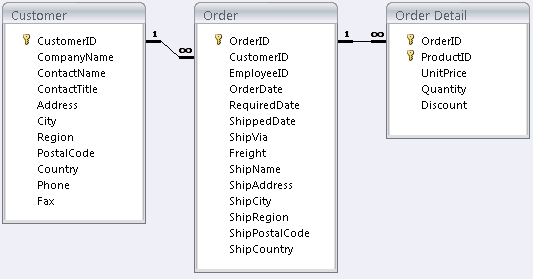 Customer
CustomerID
CompanyName
ContactName
ContactTitle
Address
City
Region
PostalCode
Country
Phone
Fax
1
∞
Order
OrderID
CustomerID
EmployeeID
OrderDate
RequiredDate
ShippedDate
ShipVia
Freight
ShipName
ShipAddress
ShipCity
ShipRegion
ShipPostalCode
ShipCountry
1
∞
Order Detail
OrderID
ProductID
UnitPrice
Quantity
Discount